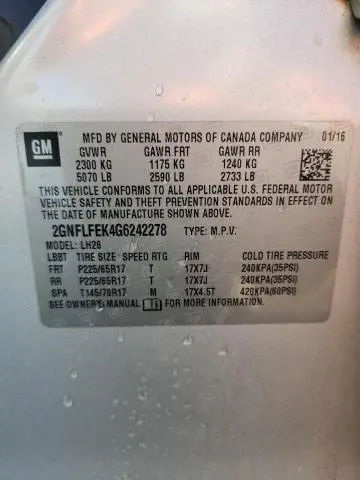 GM
MFD BY GENERAL MOTORS OF CANADA COMPANY 01/16
GVWR GAWR FRT GAWR RR
2300 KG 1175 KG 1240 KG
5070 LB 2590 LB 2733 LB
THIS VEHICLE CONFORMS TO ALL APPLICABLE U.S. FEDERAL MOTOR
VEHICLE SAFETY AND THEFT PREVENTION STANDARDS IN EFFECT
ON THE DATE OF MANUFACTURE SHOWN ABOVE.
2GNFLFEK4G6242278 TYPE: M.P.V.
MODEL: LH26
LBBT TIRE SIZE SPEED RTG RIM COLD TIRE PRESSURE
FRT P225/65R17 T 17X7J 240KPA(35PSI)
RR P225/65R17 T 17X7J 240KPA(35PSI)
SPA T145/70R17 M 17X4.5T 420KPA(60PSI)
SEE OWNER'S MANUAL FOR MORE INFORMATION.